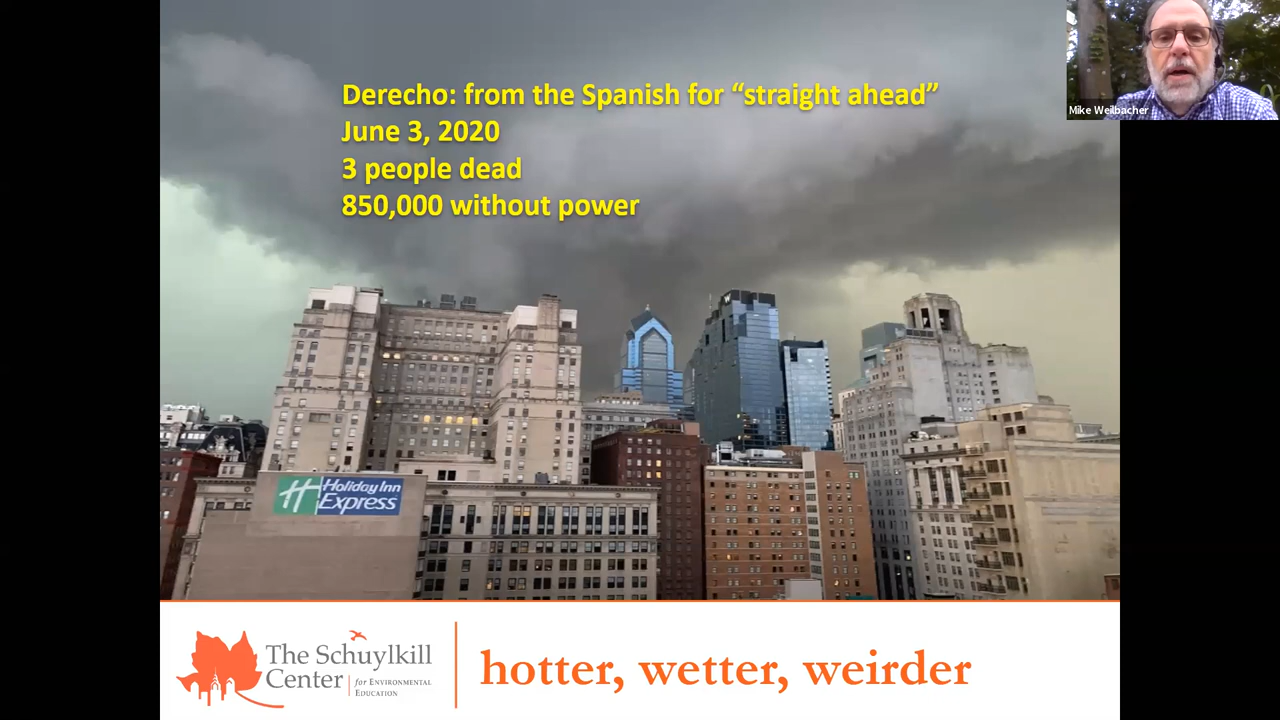 Derecho: from the Spanish for “straight ahead”
June 3, 2020
3 people dead
850,000 without power
Mike Weilbacher
Holiday Inn
Express
The Schuylkill
Center
for Environmental
Education
hotter, wetter, weirder